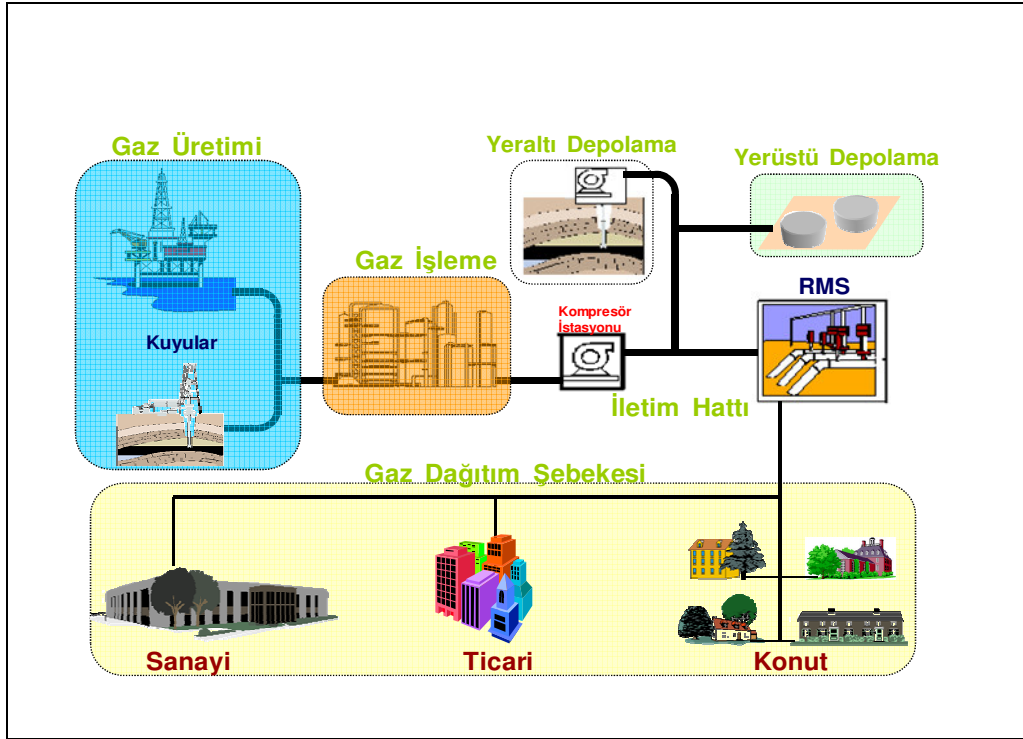 Gaz Üretimi
Yeraltı Depolama
Yerüstü Depolama
Gaz İşleme
RMS
Kompresör
İstasyonu
Kuyular
İletim Hattı
Gaz Dağıtım Şebekesi
Sanayi
Ticari
Konut